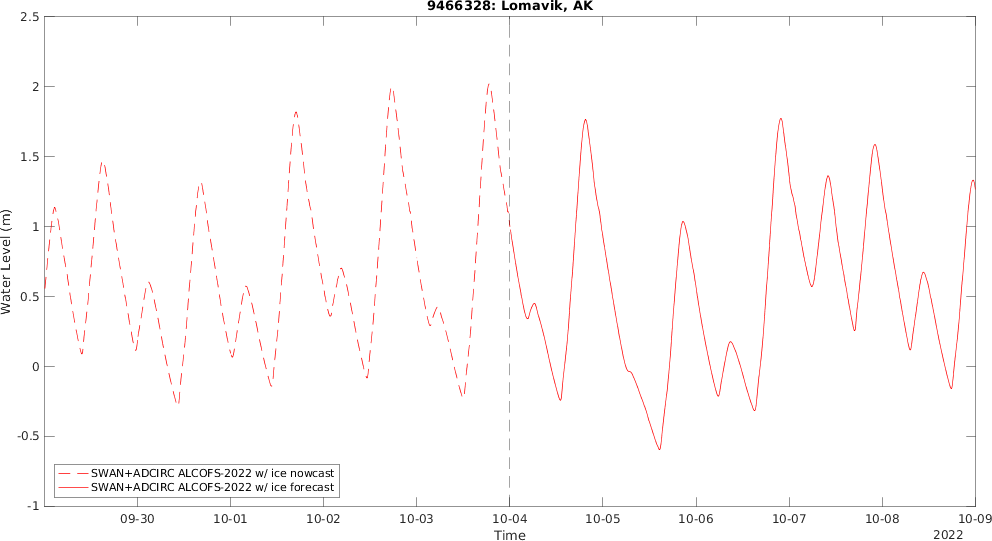 9466328: Lomavik, AK
2.5
2
1.5
1
0.5
0
-0.5
-1
Water Level (m)
SWAN+ADCIRC ALCOFS-2022 w/ ice nowcast
SWAN+ADCIRC ALCOFS-2022 w/ ice forecast
09-30 10-01 10-02 10-03 10-04 10-05 10-06 10-07 10-08 10-09
Time
2022